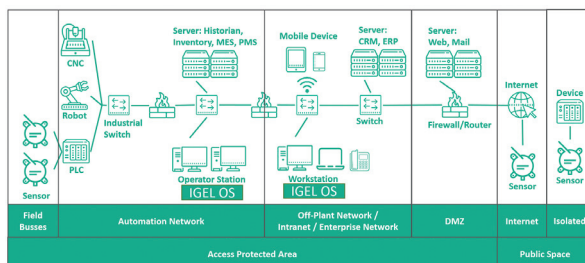 Server: Historian,
Inventory, MES, PMS
Mobile Device
Server:
CRM, ERP
Server:
Web, Mail
CNC
Robot
Industrial
Switch
PLC
Sensor
Operator Station
IGEL OS
Workstation
IGEL OS
Switch
Firewall/Router
Internet
Sensor
Device
Sensor
Field
Busses
Automation Network
Off-Plant Network /
Intranet / Enterprise Network
DMZ
Internet
Isolated
Access Protected Area
Public Space